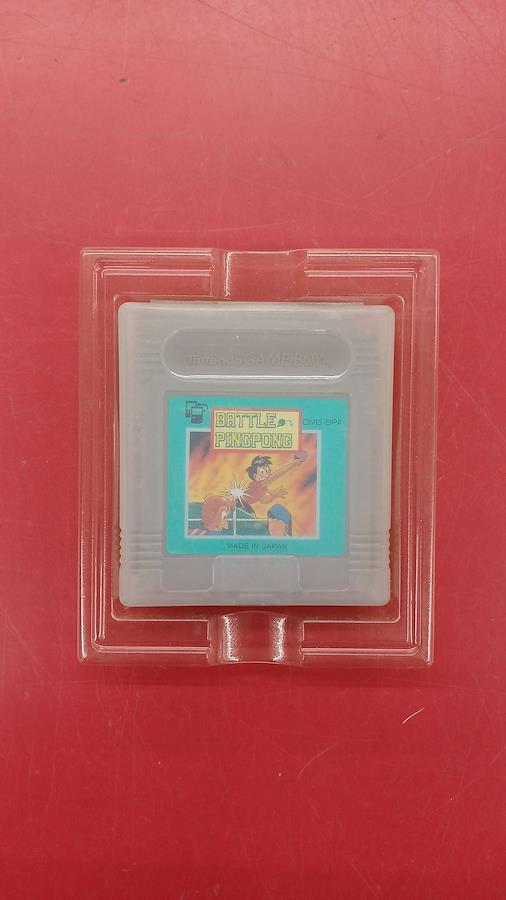 Nintendo GAME BOY
BATTLE
PINGPONG
DMG-BPA
MADE IN JAPAN